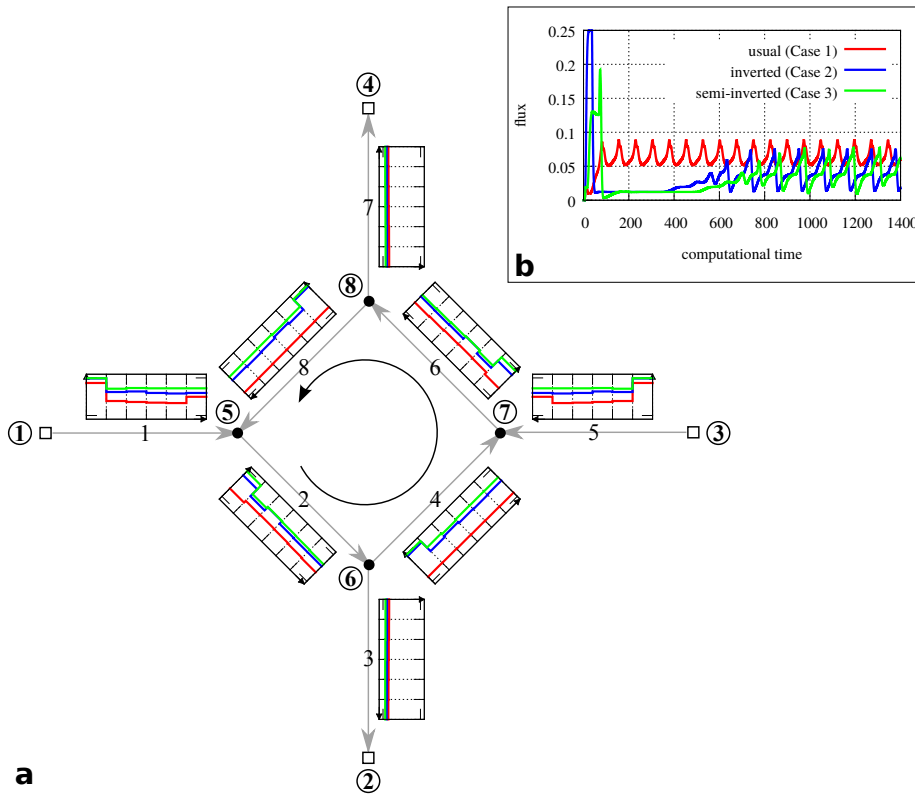 0.25
0.2
0.15
0.1
0.05
0
flux
usual (Case 1)
inverted (Case 2)
semi-inverted (Case 3)
0 200 400 600 800 1000 1200 1400
computational time
b
4
7
8
8 6
5 7
1 3
1 5
2 4
6
3
2
a